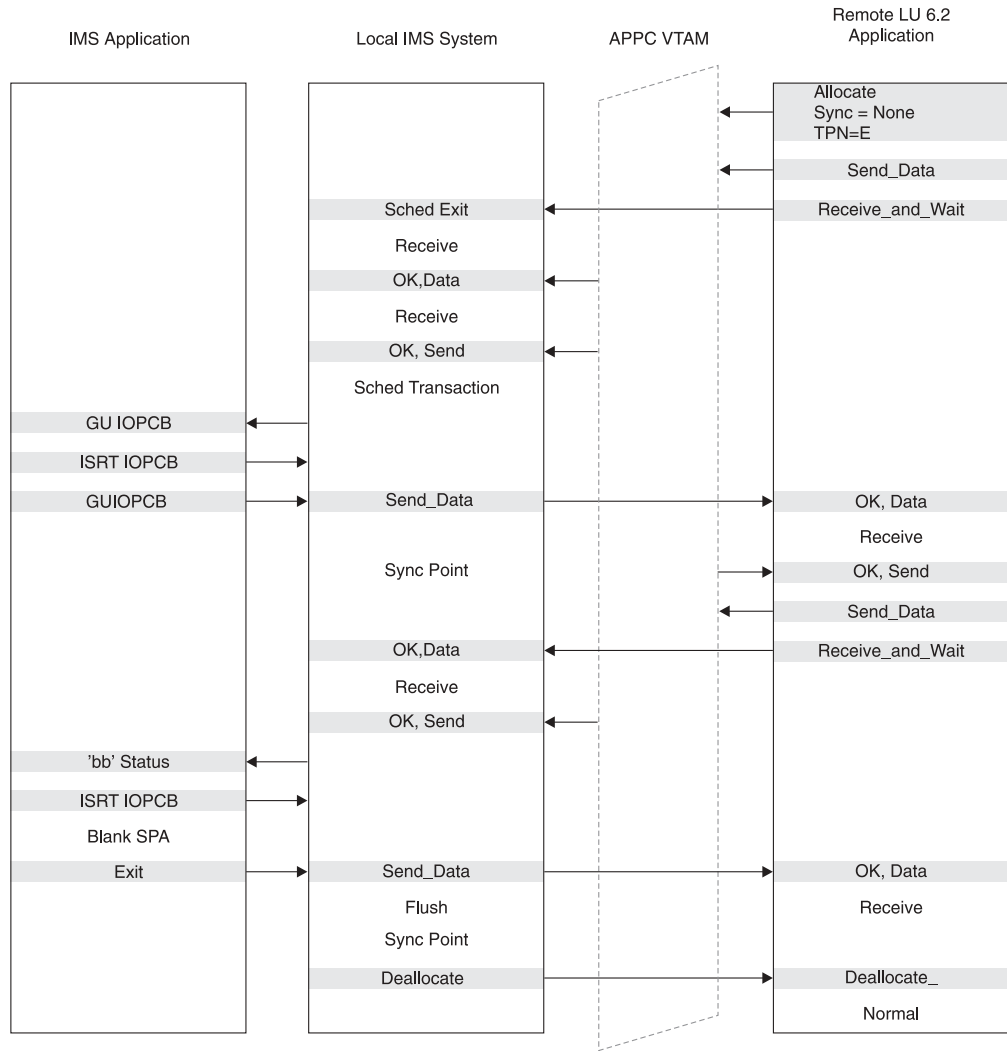 IMS Application
Local IMS System
APPC VTAM
Remote LU 6.2
Application
Allocate
Sync = None
TPN=E
Send_Data
Sched Exit
Receive_and_Wait
Receive
OK,Data
Receive
OK, Send
Sched Transaction
GU IOPCB
ISRT IOPCB
GUIOPCB
Send_Data
OK, Data
Receive
Sync Point
OK, Send
Send_Data
OK,Data
Receive_and_Wait
Receive
OK, Send
'bb' Status
ISRT IOPCB
Blank SPA
Exit
Send_Data
OK, Data
Flush
Receive
Sync Point
Deallocate
Deallocate_
Normal